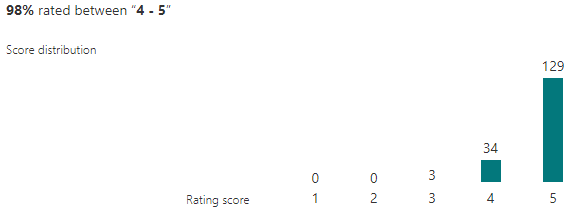 98% rated between “4 - 5”
Score distribution
129
34
0 0 3
Rating score 1 2 3 4 5